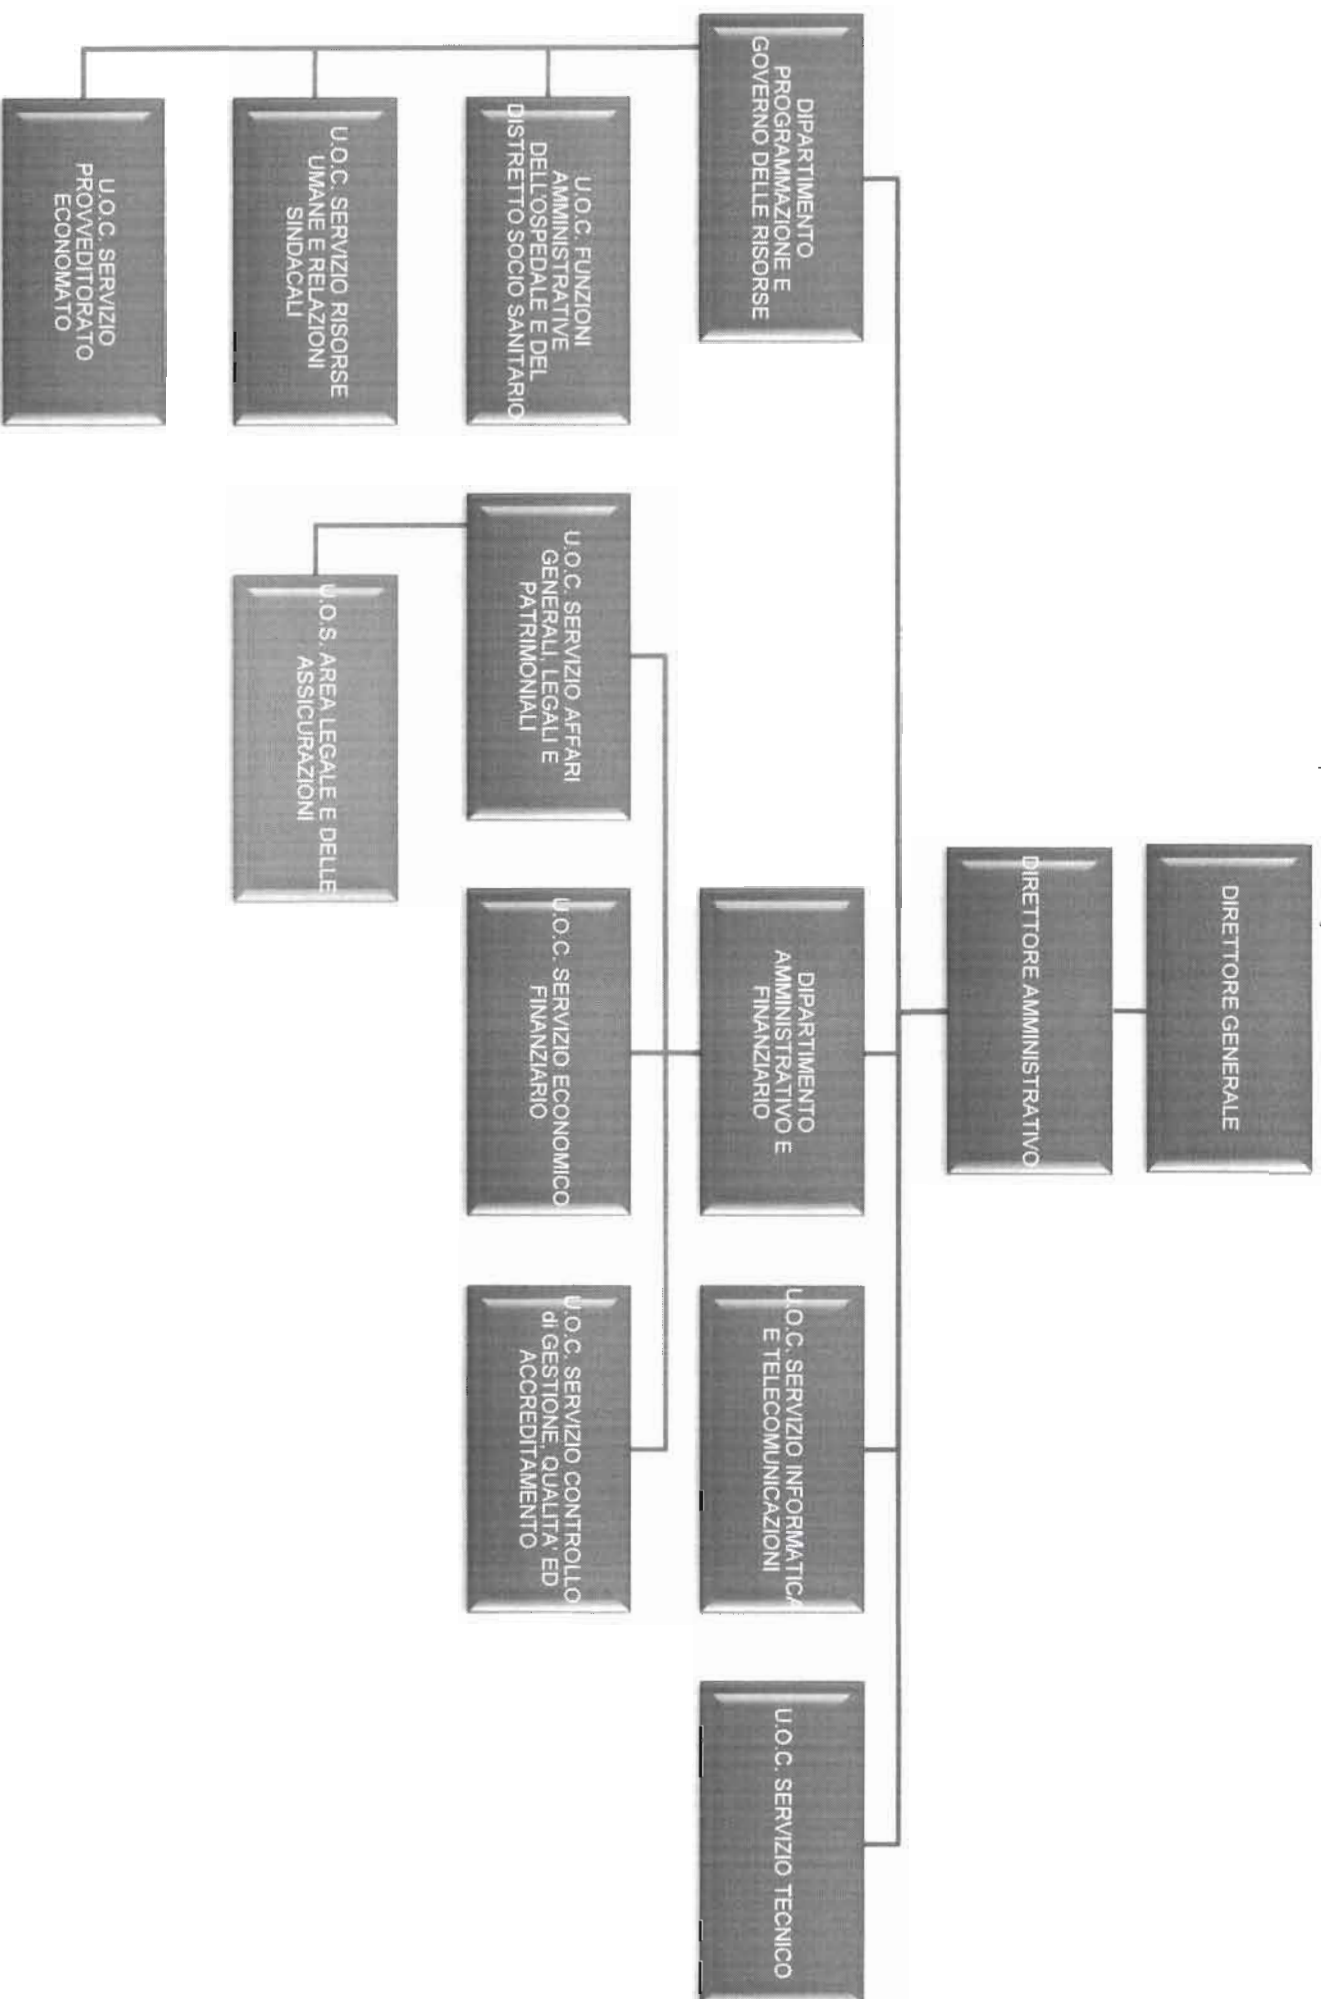 DIRETTORE GENERALE
DIRETTORE AMMINISTRATIVO
DIPARTIMENTO
PROGRAMMAZIONE E
GOVERNO DELLE RISORSE
DIPARTIMENTO
AMMINISTRATIVO E
FINANZIARIO
U.O.C. SERVIZIO INFORMATICA
E TELECOMUNICAZIONI
U.O.C. SERVIZIO TECNICO
U.O.C. FUNZIONI
AMMINISTRATIVE
DELL'OSPEDALE E DEL
DISTRETTO SOCIO SANITARIO
U.O.C. SERVIZIO AFFARI
GENERALI, LEGALI E
PATRIMONIALI
U.O.C. SERVIZIO ECONOMICO
FINANZIARIO
U.O.C. SERVIZIO CONTROLLO
di GESTIONE, QUALITA' ED
ACCREDITAMENTO
U.O.C. SERVIZIO RISORSE
UMANE E RELAZIONI
SINDACALI
U.O.S. AREA LEGALE E DELLE
ASSICURAZIONI
U.O.C. SERVIZIO
PROVVEDITORATO
ECONOMATO